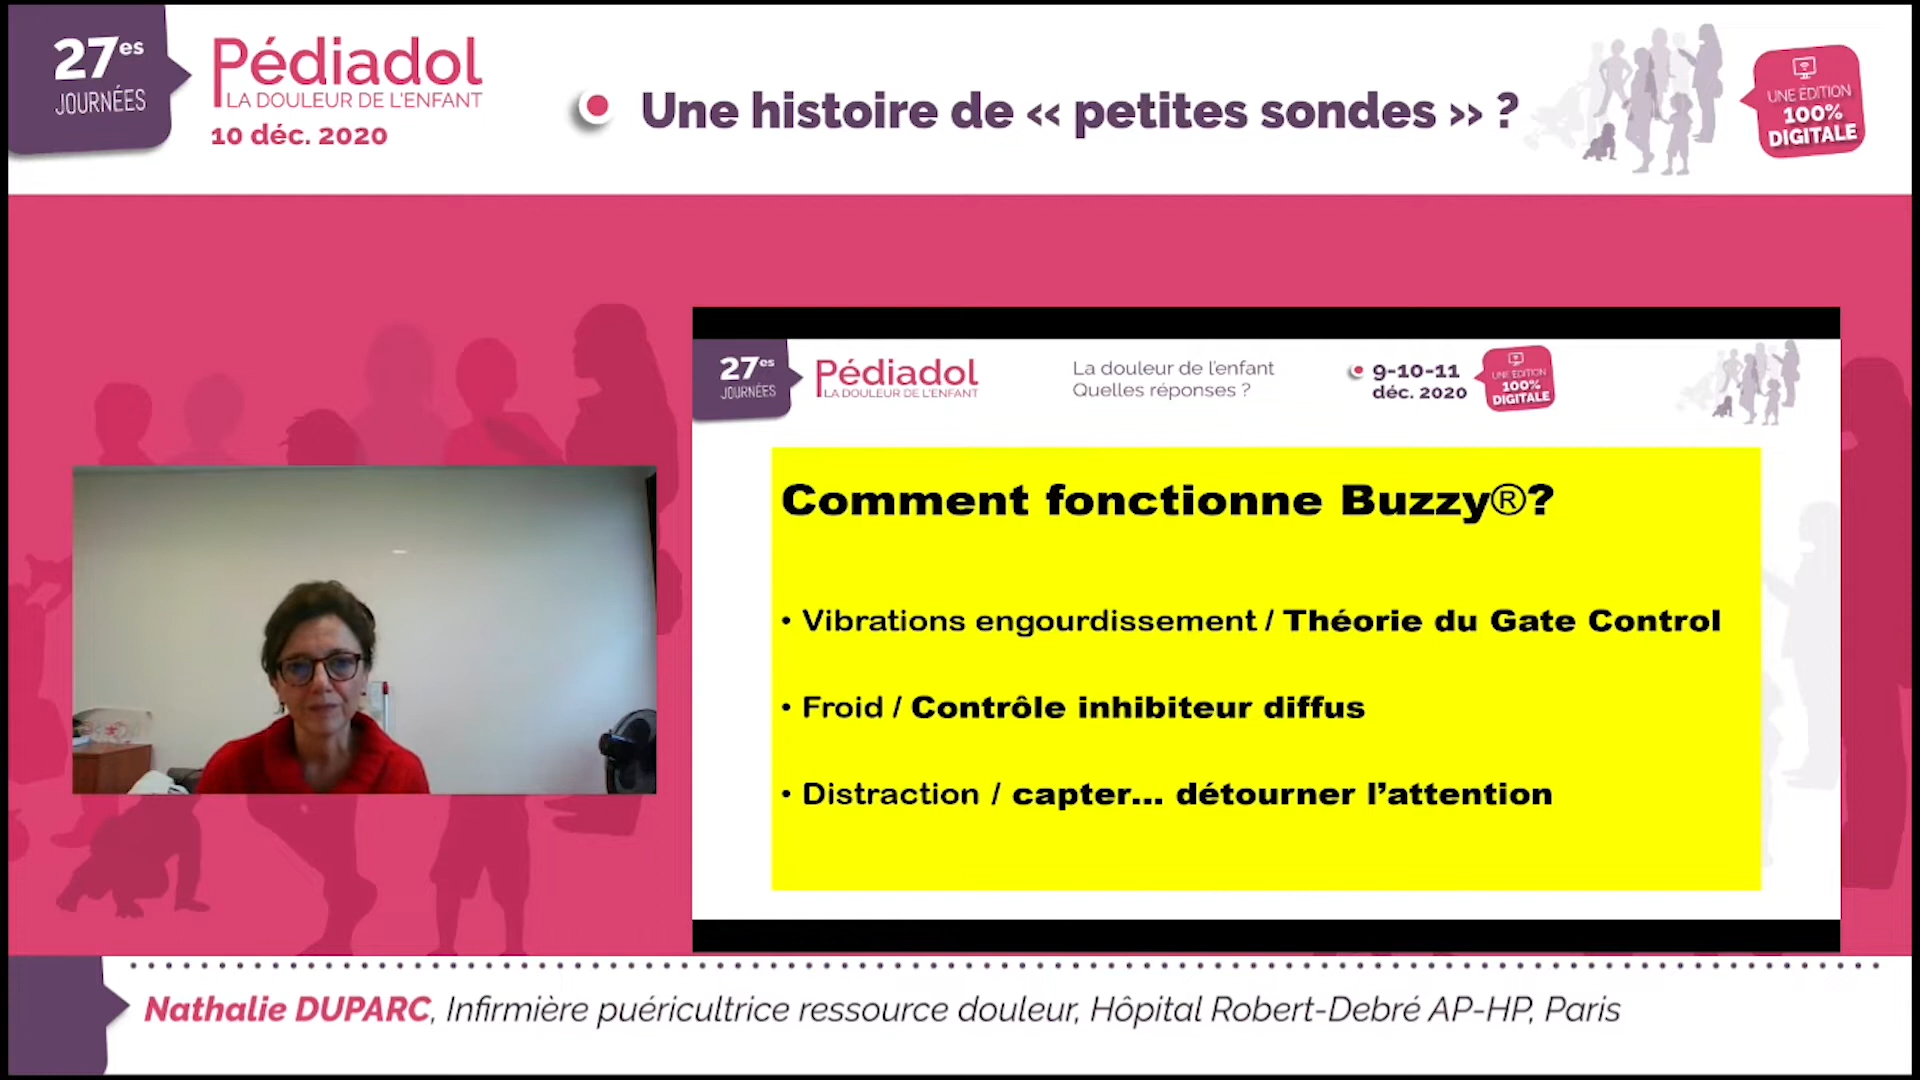 27es
JOURNÉES
Pédiadol
LA DOULEUR DE L'ENFANT
10 déc. 2020
Une histoire de « petites sondes » ?
UNE ÉDITION
100%
DIGITALE
27es
JOURNÉES
Pédiadol
LA DOULEUR DE L'ENFANT
La douleur de l'enfant
Quelles réponses ?
9-10-11
déc. 2020
UNE ÉDITION
100%
DIGITALE
Comment fonctionne Buzzy®?
• Vibrations engourdissement / Théorie du Gate Control
• Froid / Contrôle inhibiteur diffus
• Distraction / capter... détourner l'attention
Nathalie DUPARC, Infirmière puéricultrice ressource douleur, Hôpital Robert-Debré AP-HP, Paris